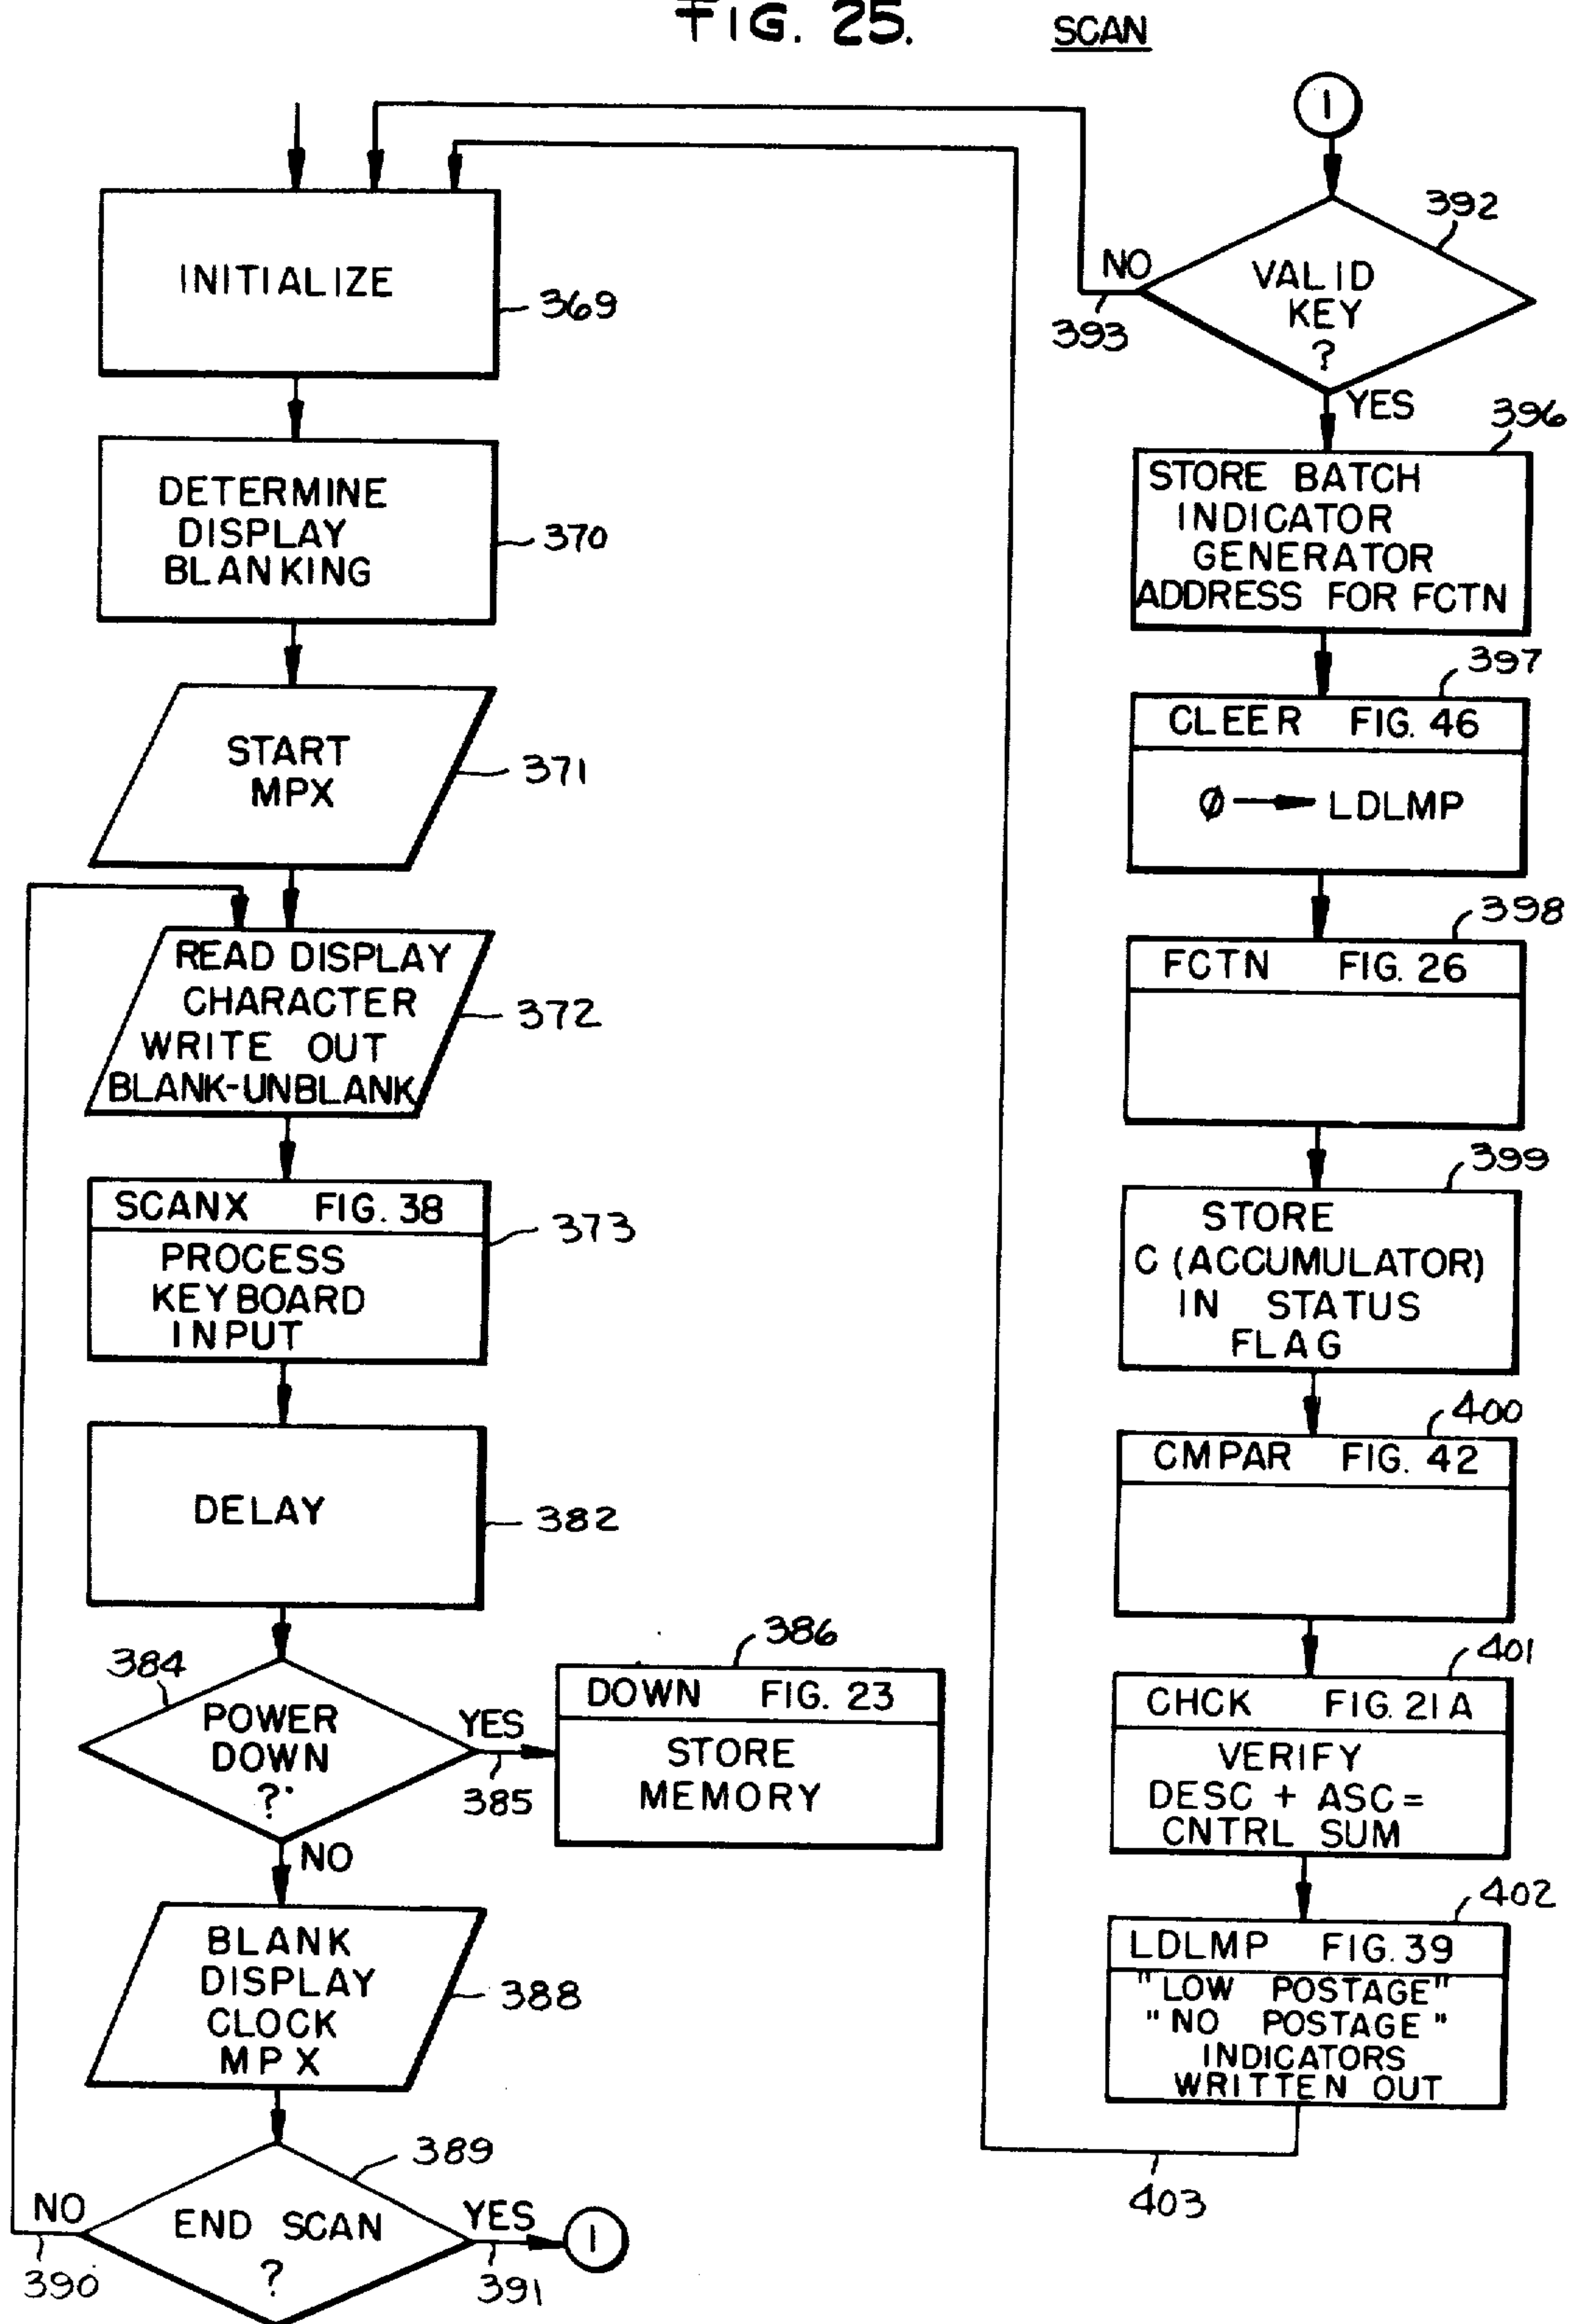 FIG. 25.
SCAN
INITIALIZE
369
DETERMINE
DISPLAY
BLANKING
370
START
MPX
371
READ DISPLAY
CHARACTER
WRITE OUT
BLANK-UNBLANK
372
SCANX FIG. 38
PROCESS
KEYBOARD
INPUT
373
DELAY
382
384
POWER
DOWN
?
YES
385
386
DOWN FIG. 23
STORE
MEMORY
NO
BLANK
DISPLAY
CLOCK
MPX
388
389
END SCAN
?
NO
390
YES
391
1
1
392
VALID
KEY
?
NO
393
YES
396
STORE BATCH
INDICATOR
GENERATOR
ADDRESS FOR FCTN
397
CLEER FIG. 46
Ø → LDLMP
398
FCTN FIG. 26
399
STORE
C (ACCUMULATOR)
IN STATUS
FLAG
400
CMPAR FIG. 42
401
CHCK FIG. 21A
VERIFY
DESC + ASC =
CNTRL SUM
402
LDLMP FIG. 39
"LOW POSTAGE"
"NO POSTAGE"
INDICATORS
WRITTEN OUT
403